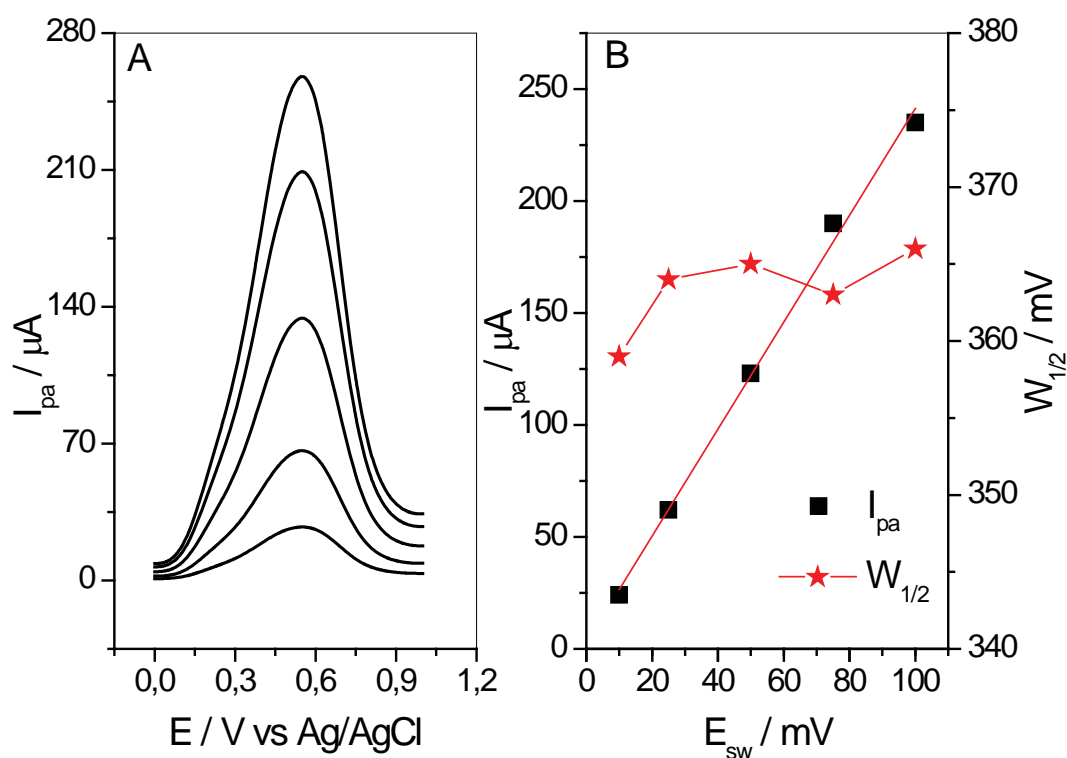 A
280
210
140
70
0
I_pa / μA
0,0 0,3 0,6 0,9 1,2
E / V vs Ag/AgCl
B
250
200
150
100
50
0
I_pa / μA
380
370
360
350
340
W_1/2 / mV
I_pa
W_1/2
0 20 40 60 80 100
E_sw / mV